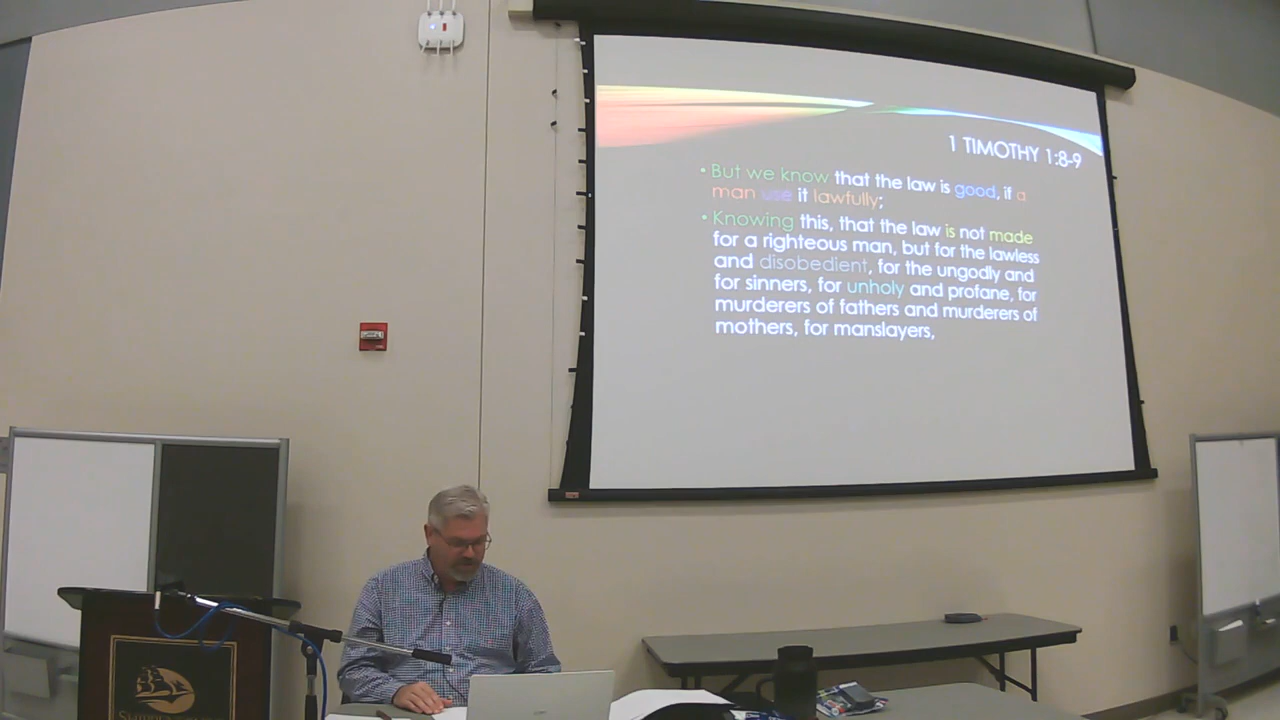 1 TIMOTHY 1:8-9
• But we know that the law is good, if a
man use it lawfully;
• Knowing this, that the law is not made
for a righteous man, but for the lawless
and disobedient, for the ungodly and
for sinners, for unholy and profane, for
murderers of fathers and murderers of
mothers, for manslayers,